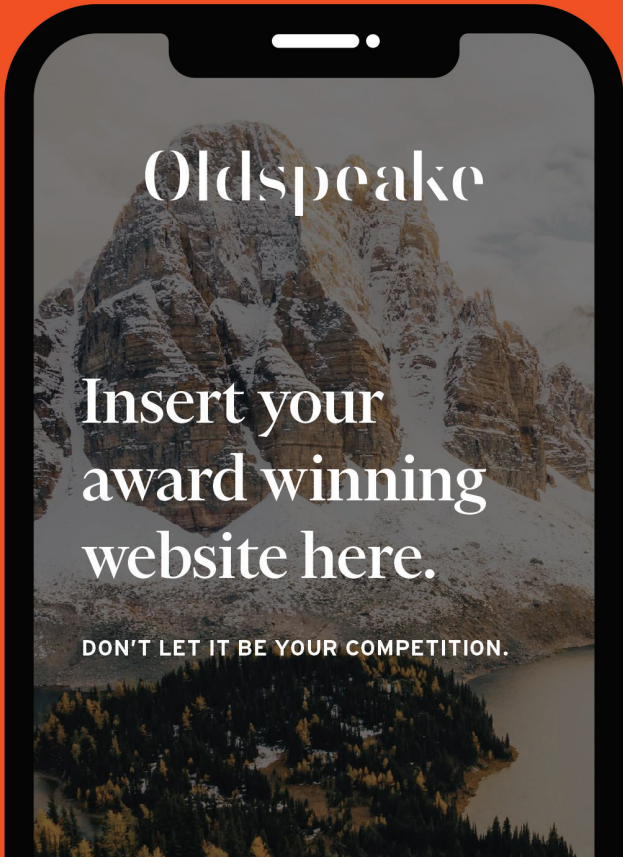 Oldspeake
Insert your
award winning
website here.
DON'T LET IT BE YOUR COMPETITION.